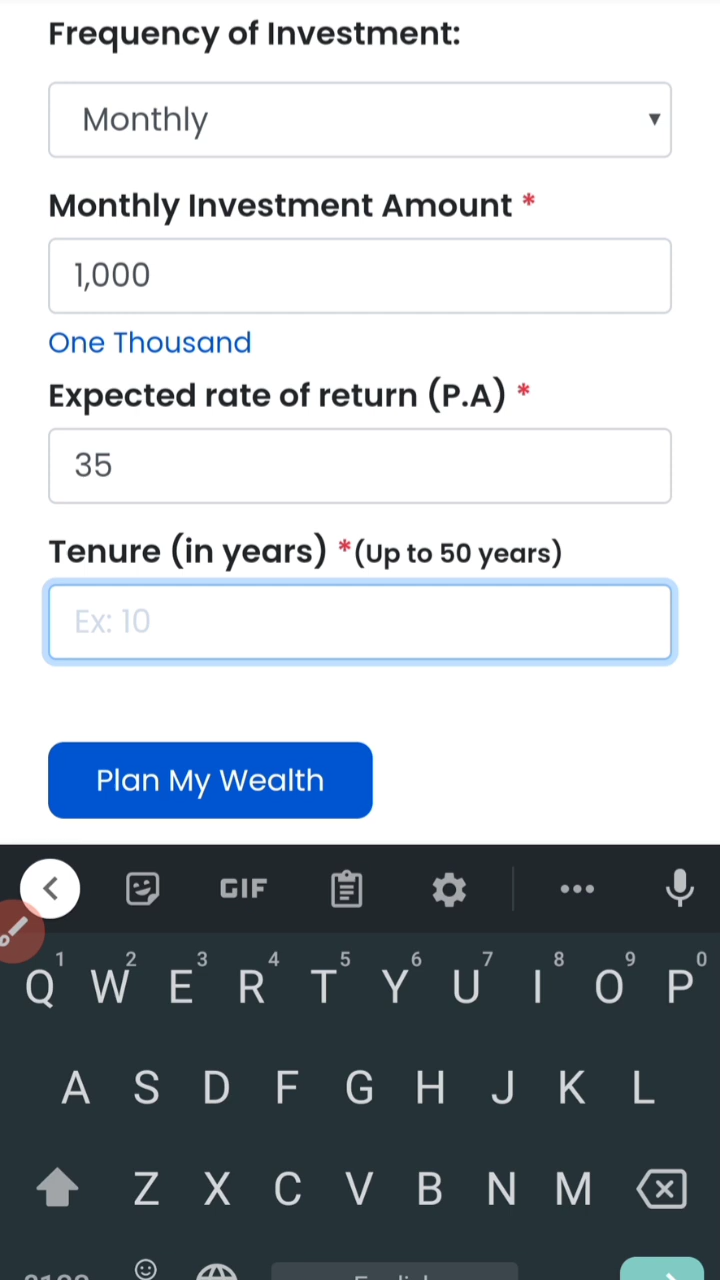 Frequency of Investment:
Monthly
Monthly Investment Amount *
1,000
One Thousand
Expected rate of return (P.A) *
35
Tenure (in years) *(Up to 50 years)
Ex: 10
Plan My Wealth
GIF
1 2 3 4 5 6 7 8 9 0
Q W E R T Y U I O P
A S D F G H J K L
Z X C V B N M